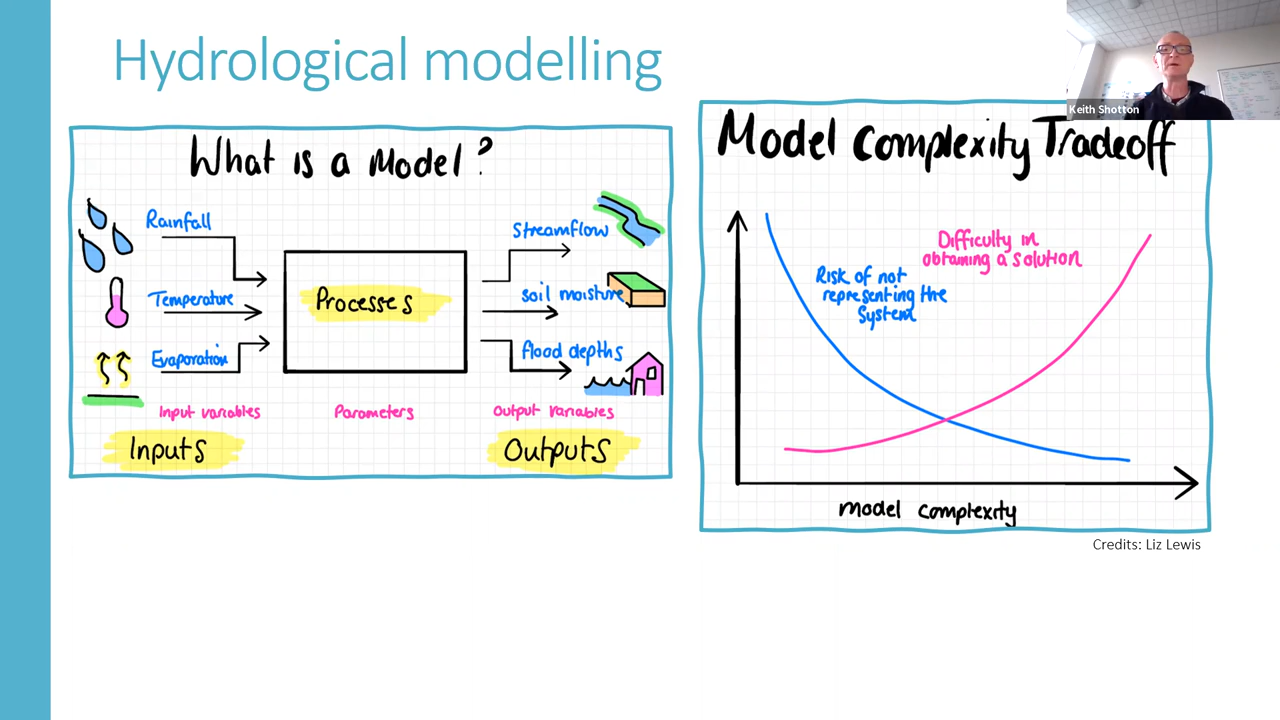 Hydrological modelling
Keith Shotton
What is a Model?
Rainfall
Temperature
Evaporation
Processes
Streamflow
soil moisture
flood depths
Input variables
Parameters
Output variables
Inputs
Outputs
Model Complexity Tradeoff
Risk of not
representing the
System
Difficulty in
obtaining a solution
model complexity
Credits: Liz Lewis